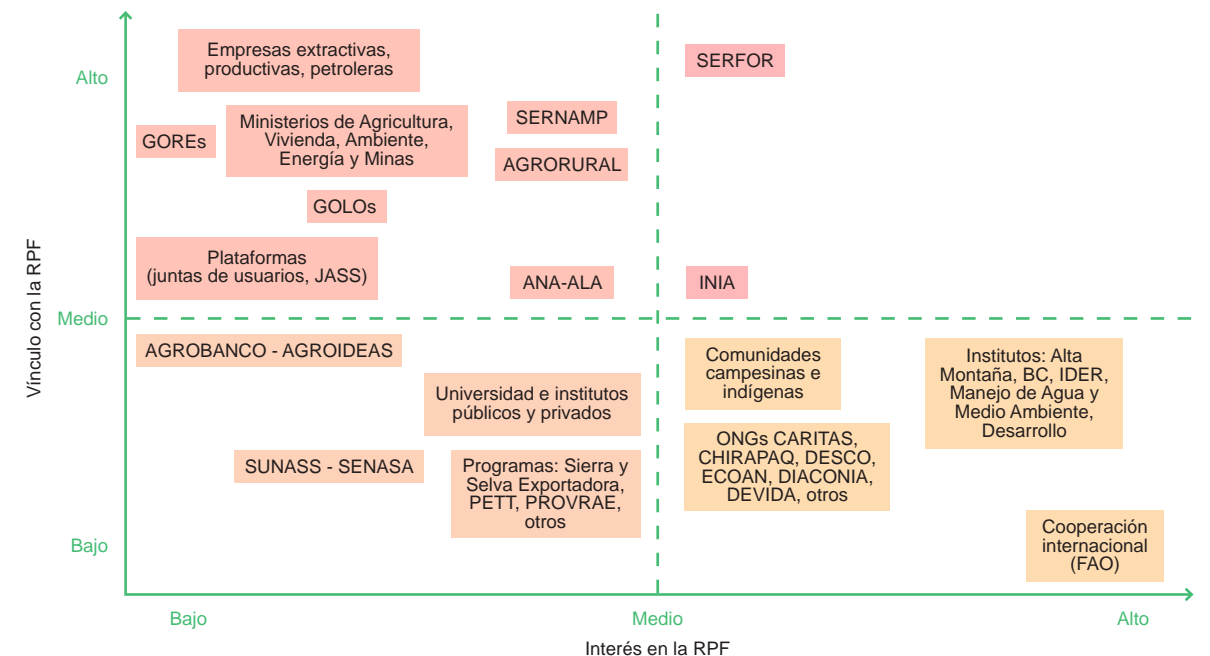 Empresas extractivas,
productivas, petroleras
SERFOR
Alto
SERNAMP
Ministerios de Agricultura,
Vivienda, Ambiente,
Energía y Minas
GOREs
AGRORURAL
GOLOs
Plataformas
(juntas de usuarios, JASS)
ANA-ALA
INIA
Vínculo con la RPF
Medio
AGROBANCO - AGROIDEAS
Comunidades
campesinas e
indígenas
Institutos: Alta
Montaña, BC, IDER,
Manejo de Agua y
Medio Ambiente,
Desarrollo
Universidad e institutos
públicos y privados
ONGs CARITAS,
CHIRAPAQ, DESCO,
ECOAN, DIACONIA,
DEVIDA, otros
SUNASS - SENASA
Programas: Sierra y
Selva Exportadora,
PETT, PROVRAE,
otros
Cooperación
internacional
(FAO)
Bajo
Bajo
Medio
Alto
Interés en la RPF